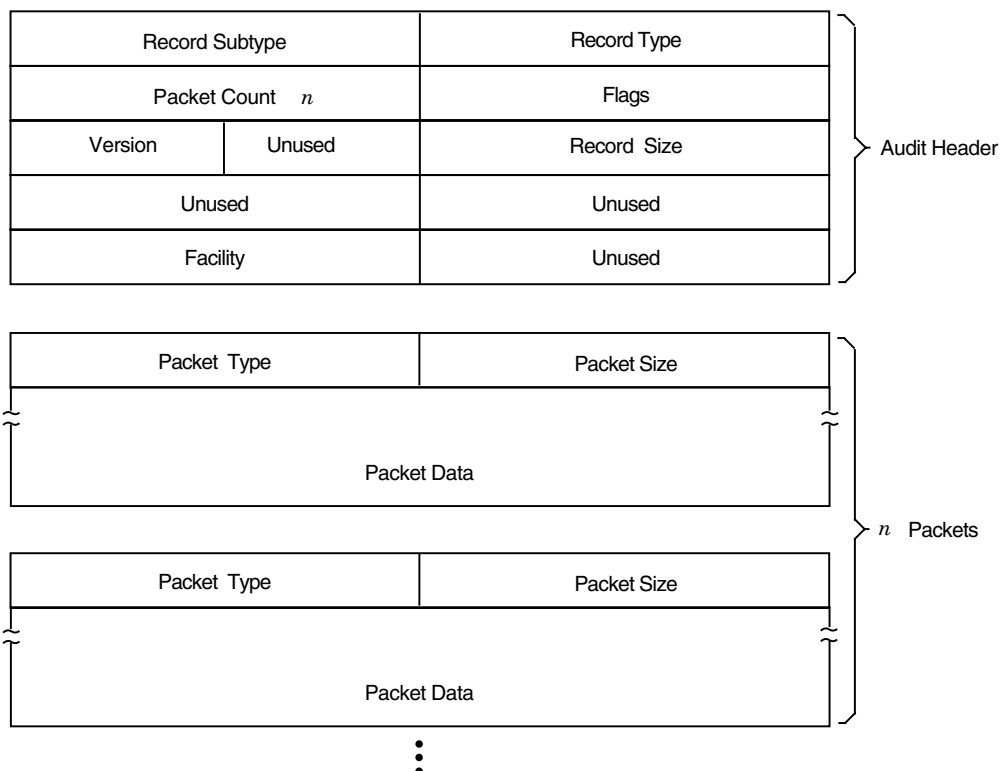 Record Subtype Record Type
Packet Count n Flags
Version Unused Record Size
Audit Header
Unused Unused
Facility Unused
Packet Type Packet Size
Packet Data
n Packets
Packet Type Packet Size
Packet Data